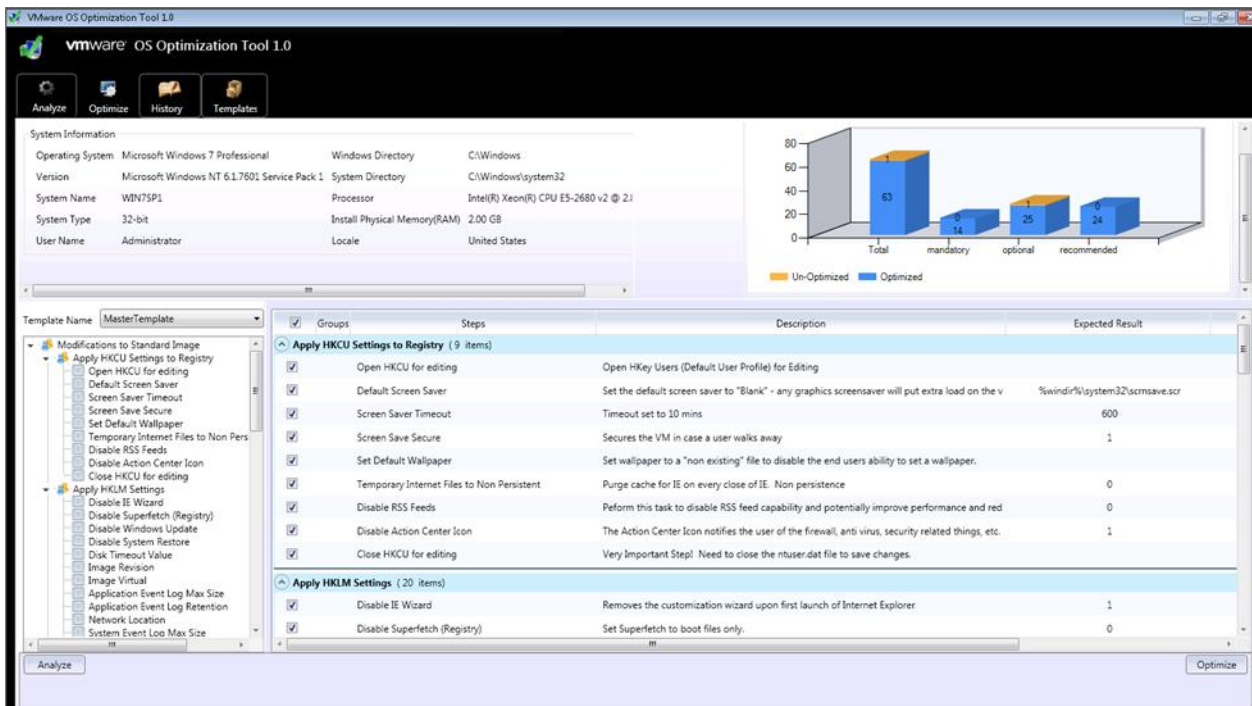 VMware OS Optimization Tool 1.0
vmware OS Optimization Tool 1.0
Analyze Optimize History Templates
System Information
Operating System Microsoft Windows 7 Professional Windows Directory C:\Windows
Version Microsoft Windows NT 6.1.7601 Service Pack 1 System Directory C:\Windows\system32
System Name WIN7SP1 Processor Intel(R) Xeon(R) CPU E5-2680 v2 @ 2.8
System Type 32-bit Install Physical Memory(RAM) 2.00 GB
User Name Administrator Locale United States
80
60
40
20
0
1 63 0 14 1 25 0 24
Total mandatory optional recommended
Un-Optimized Optimized
Template Name MasterTemplate
Modifications to Standard Image
Apply HKCU Settings to Registry
Open HKCU for editing
Default Screen Saver
Screen Saver Timeout
Screen Save Secure
Set Default Wallpaper
Temporary Internet Files to Non Pers
Disable RSS Feeds
Disable Action Center Icon
Close HKCU for editing
Apply HKLM Settings
Disable IE Wizard
Disable Superfetch (Registry)
Disable Windows Update
Disable System Restore
Disk Timeout Value
Image Revision
Image Virtual
Application Event Log Max Size
Application Event Log Retention
Network Location
System Event Log Max Size
Groups Steps Description Expected Result
Apply HKCU Settings to Registry (9 items)
Open HKCU for editing Open HKey Users (Default User Profile) for Editing
Default Screen Saver Set the default screen saver to "Blank" - any graphics screensaver will put extra load on the v %windir%\system32\scrnsave.scr
Screen Saver Timeout Timeout set to 10 mins 600
Screen Save Secure Secures the VM in case a user walks away 1
Set Default Wallpaper Set wallpaper to a "non existing" file to disable the end users ability to set a wallpaper.
Temporary Internet Files to Non Persistent Purge cache for IE on every close of IE. Non persistence 0
Disable RSS Feeds Peform this task to disable RSS feed capability and potentially improve performance and red 0
Disable Action Center Icon The Action Center Icon notifies the user of the firewall, anti virus, security related things, etc. 1
Close HKCU for editing Very Important Step! Need to close the ntuser.dat file to save changes.
Apply HKLM Settings (20 items)
Disable IE Wizard Removes the customization wizard upon first launch of Internet Explorer 1
Disable Superfetch (Registry) Set Superfetch to boot files only. 0
Analyze Optimize